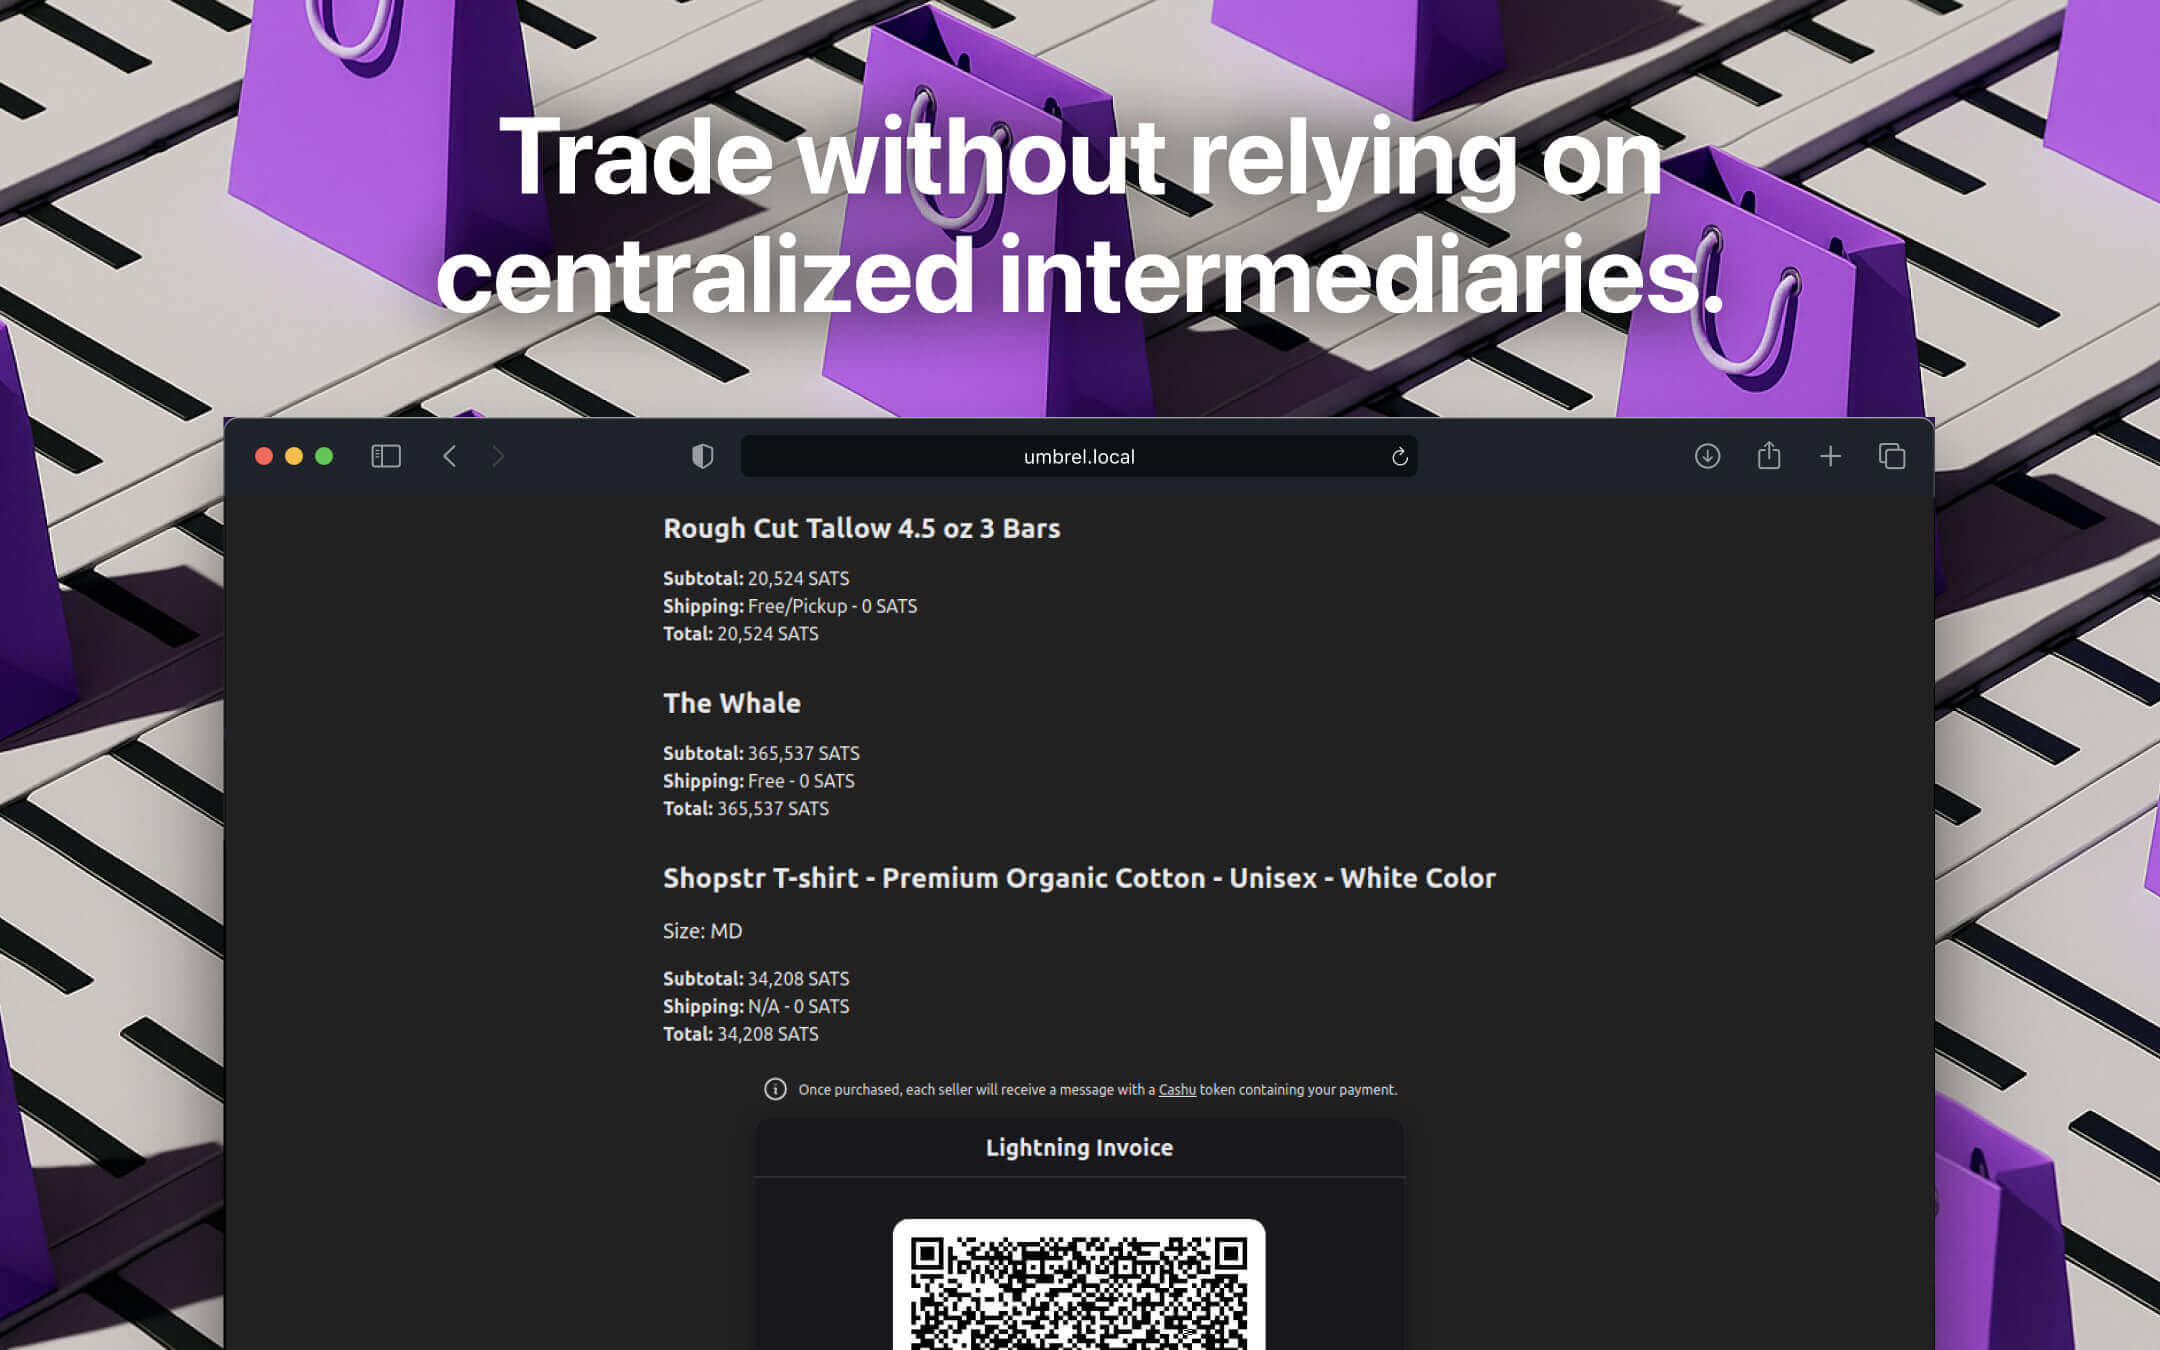 Trade without relying on
centralized intermediaries.
umbrel.local
Rough Cut Tallow 4.5 oz 3 Bars
Subtotal: 20,524 SATS
Shipping: Free/Pickup - 0 SATS
Total: 20,524 SATS
The Whale
Subtotal: 365,537 SATS
Shipping: Free - 0 SATS
Total: 365,537 SATS
Shopstr T-shirt - Premium Organic Cotton - Unisex - White Color
Size: MD
Subtotal: 34,208 SATS
Shipping: N/A - 0 SATS
Total: 34,208 SATS
Once purchased, each seller will receive a message with a Cashu token containing your payment.
Lightning Invoice